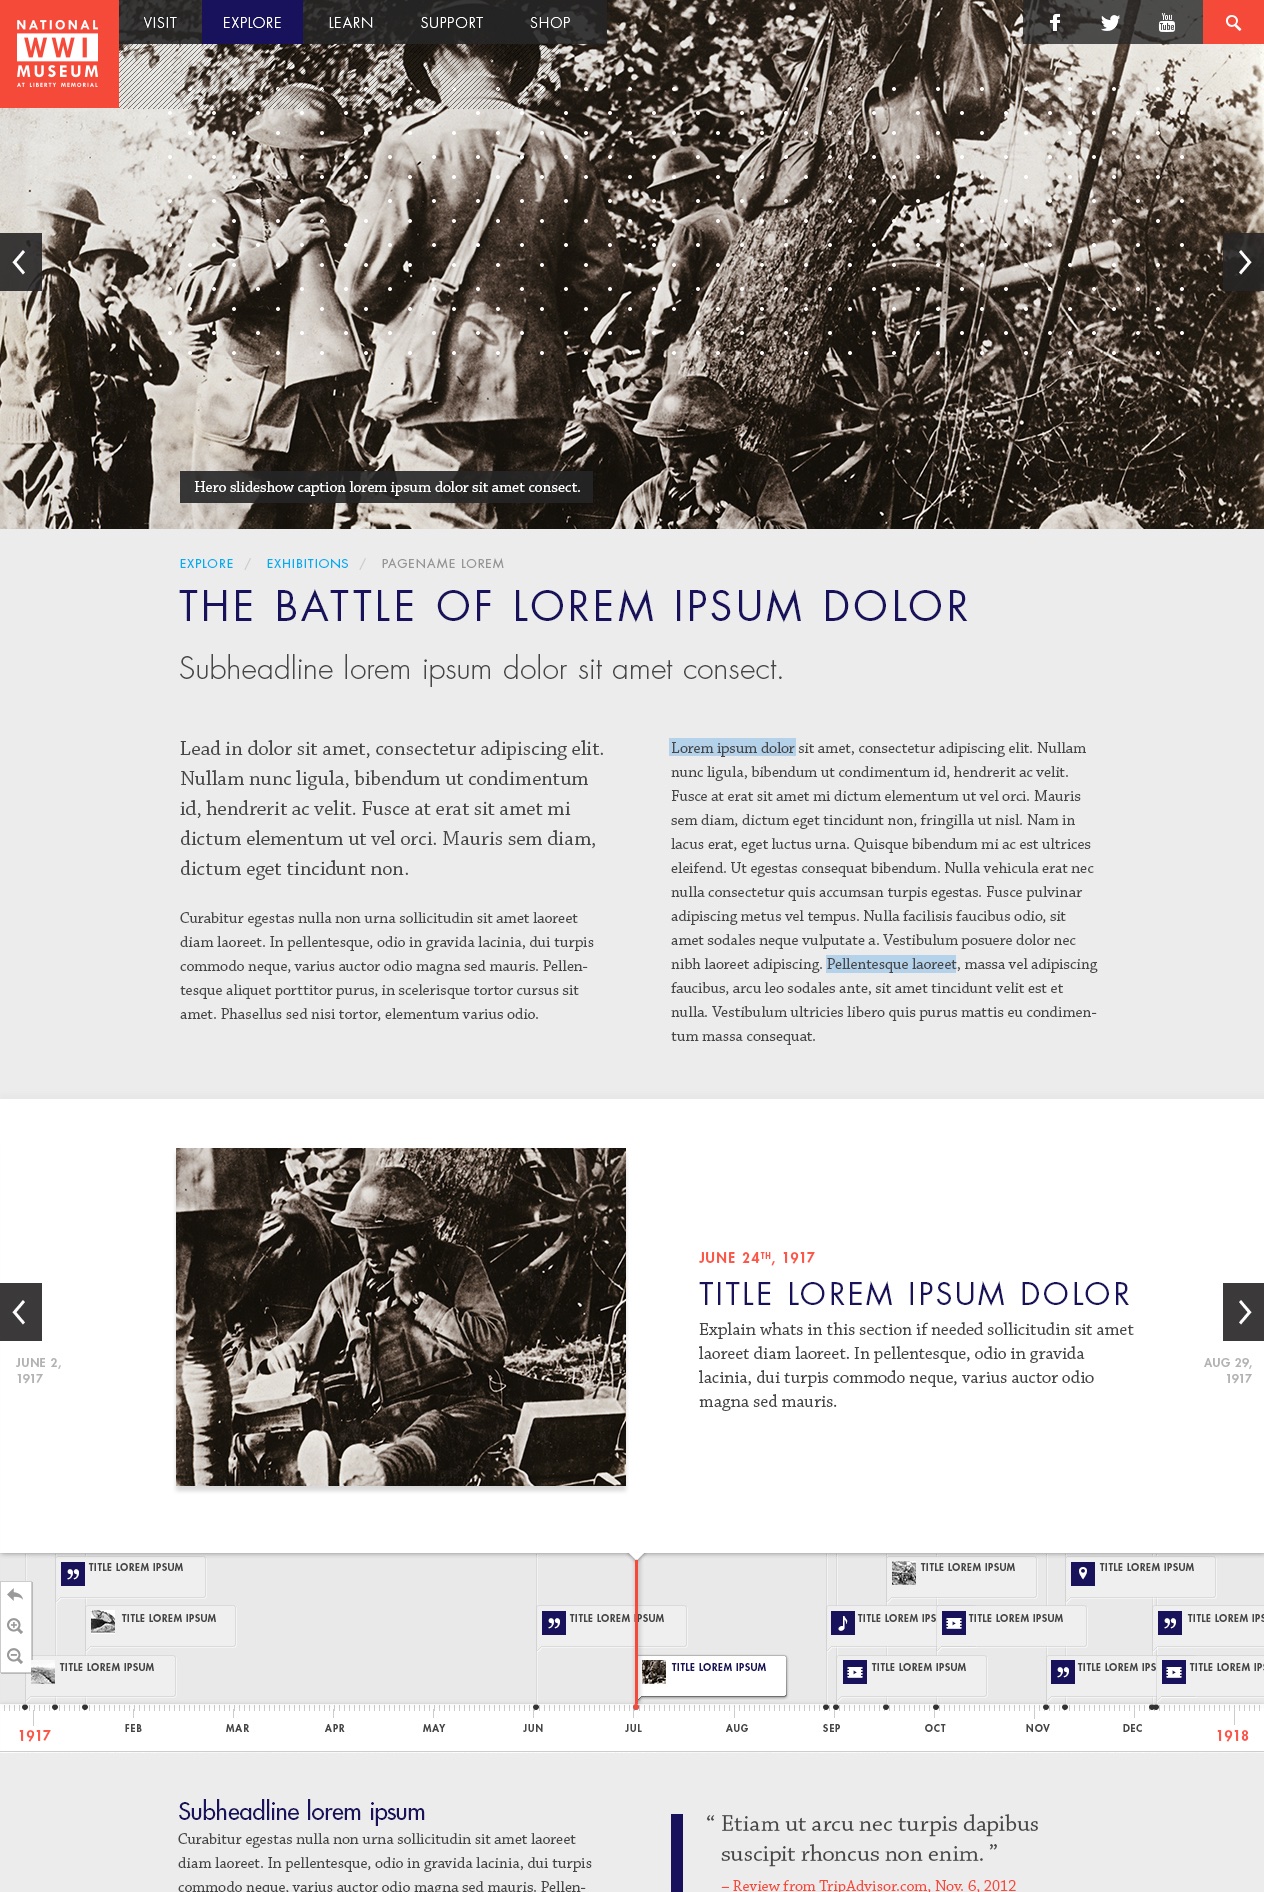 NATIONAL
WWI
MUSEUM
AT LIBERTY MEMORIAL
VISIT EXPLORE LEARN SUPPORT SHOP
You
Tube
Hero slideshow caption lorem ipsum dolor sit amet consect.
EXPLORE / EXHIBITIONS / PAGENAME LOREM
THE BATTLE OF LOREM IPSUM DOLOR
Subheadline lorem ipsum dolor sit amet consect.
Lead in dolor sit amet, consectetur adipiscing elit.
Nullam nunc ligula, bibendum ut condimentum
id, hendrerit ac velit. Fusce at erat sit amet mi
dictum elementum ut vel orci. Mauris sem diam,
dictum eget tincidunt non.
Curabitur egestas nulla non urna sollicitudin sit amet laoreet
diam laoreet. In pellentesque, odio in gravida lacinia, dui turpis
commodo neque, varius auctor odio magna sed mauris. Pellen-
tesque aliquet porttitor purus, in scelerisque tortor cursus sit
amet. Phasellus sed nisi tortor, elementum varius odio.
Lorem ipsum dolor sit amet, consectetur adipiscing elit. Nullam
nunc ligula, bibendum ut condimentum id, hendrerit ac velit.
Fusce at erat sit amet mi dictum elementum ut vel orci. Mauris
sem diam, dictum eget tincidunt non, fringilla ut nisl. Nam in
lacus erat, eget luctus urna. Quisque bibendum mi ac est ultrices
eleifend. Ut egestas consequat bibendum. Nulla vehicula erat nec
nulla consectetur quis accumsan turpis egestas. Fusce pulvinar
adipiscing metus vel tempus. Nulla facilisis faucibus odio, sit
amet sodales neque vulputate a. Vestibulum posuere dolor nec
nibh laoreet adipiscing. Pellentesque laoreet, massa vel adipiscing
faucibus, arcu leo sodales ante, sit amet tincidunt velit est et
nulla. Vestibulum ultricies libero quis purus mattis eu condimen-
tum massa consequat.
JUNE 24TH, 1917
TITLE LOREM IPSUM DOLOR
Explain whats in this section if needed sollicitudin sit amet
laoreet diam laoreet. In pellentesque, odio in gravida
lacinia, dui turpis commodo neque, varius auctor odio
magna sed mauris.
JUNE 2,
1917
AUG 29,
1917
TITLE LOREM IPSUM TITLE LOREM IPSUM TITLE LOREM IPSUM
TITLE LOREM IPSUM TITLE LOREM IPSUM TITLE LOREM IPS TITLE LOREM IPSUM TITLE LOREM IPS
TITLE LOREM IPSUM TITLE LOREM IPSUM TITLE LOREM IPSUM TITLE LOREM IPS TITLE LOREM IP
1917 FEB MAR APR MAY JUN JUL AUG SEP OCT NOV DEC 1918
Subheadline lorem ipsum
Curabitur egestas nulla non urna sollicitudin sit amet laoreet
diam laoreet. In pellentesque, odio in gravida lacinia, dui turpis
commodo neque, varius auctor odio magna sed mauris. Pellen-
“ Etiam ut arcu nec turpis dapibus
suscipit rhoncus non enim. ”
– Review from TripAdvisor.com, Nov. 6, 2012